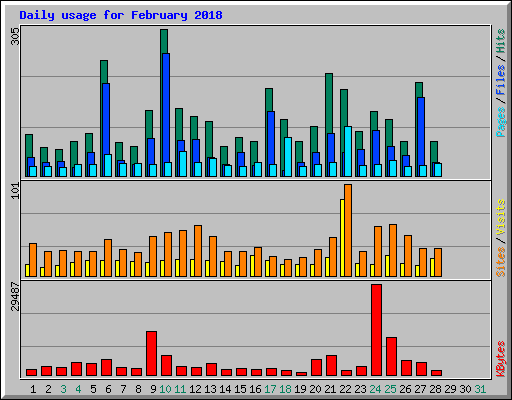 Daily usage for February 2018
305
Pages / Files / Hits
101
Sites / Visits
29487
KBytes
1 2 3 4 5 6 7 8 9 10 11 12 13 14 15 16 17 18 19 20 21 22 23 24 25 26 27 28 29 30 31